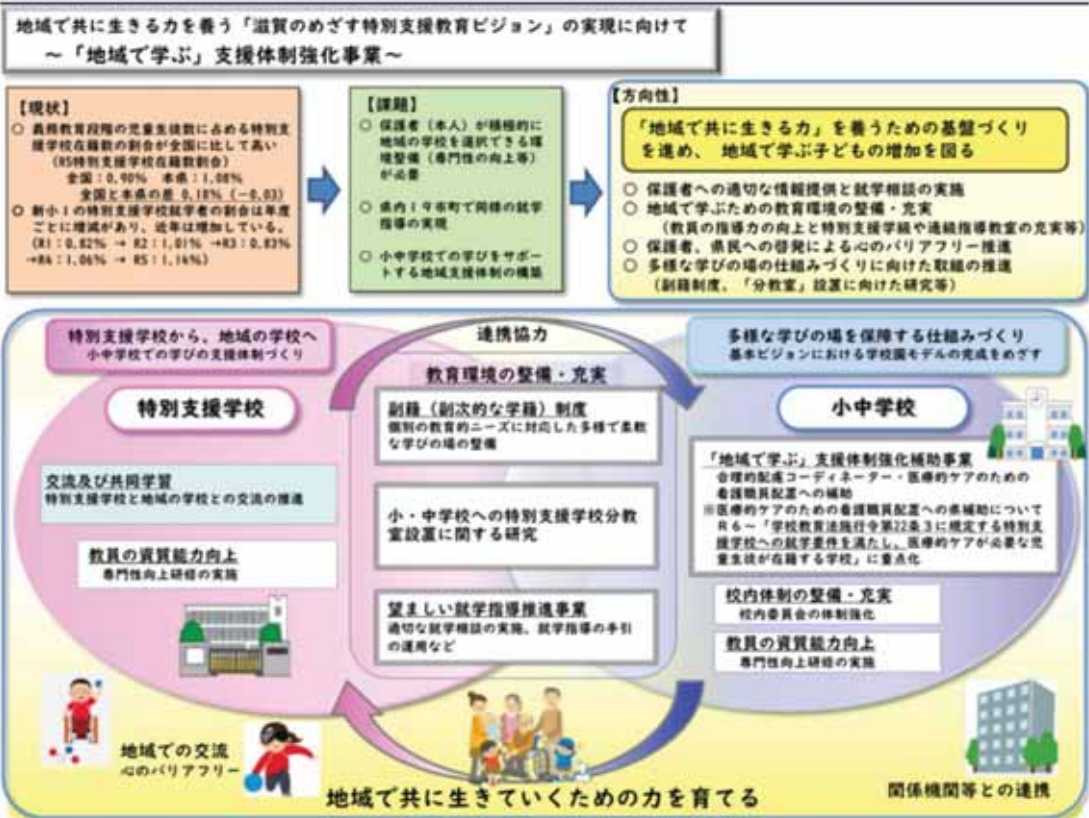 地域で共に生きる力を養う「滋賀のめざす特別支援教育ビジョン」の実現に向けて
～「地域で学ぶ」支援体制強化事業～
【現状】
○ 義務教育段階の児童生徒数に占める特別支
援学校在籍数の割合が全国に比して高い
(R5特別支援学校在籍数割合)
全国：0.90% 本県：1.08%
全国と本県の差 0.18% (-0.03)
○ 新小1の特別支援学校就学者の割合は年度
ごとに増減があり、近年は増加している。
(R1：0.82% → R2：1.01% →R3：0.83%
→R4：1.06% → R5：1.14%)
【課題】
○ 保護者（本人）が積極的に
地域の学校を選択できる環
境整備（専門性の向上等）
が必要
○ 県内19市町で同様の就学
指導の実現
○ 小中学校での学びをサポー
トする地域支援体制の構築
【方向性】
「地域で共に生きる力」を養うための基盤づくり
を進め、 地域で学ぶ子どもの増加を図る
○ 保護者への適切な情報提供と就学相談の実施
○ 地域で学ぶための教育環境の整備・充実
(教員の指導力の向上と特別支援学級や通級指導教室の充実等)
○ 保護者、県民への啓発による心のバリアフリー推進
○ 多様な学びの場の仕組みづくりに向けた取組の推進
(副籍制度、「分教室」設置に向けた研究等)
特別支援学校から、地域の学校へ
小中学校での学びの支援体制づくり
連携協力
多様な学びの場を保障する仕組みづくり
基本ビジョンにおける学校園モデルの完成をめざす
特別支援学校
交流及び共同学習
特別支援学校と地域の学校との交流の推進
教員の資質能力向上
専門性向上研修の実施
教育環境の整備・充実
副籍（副次的な学籍）制度
個別の教育的ニーズに対応した多様で柔軟
な学びの場の整備
小・中学校への特別支援学校分教
室設置に関する研究
望ましい就学指導推進事業
適切な就学相談の実施、就学指導の手引
の運用など
小中学校
「地域で学ぶ」支援体制強化補助事業
合理的配慮コーディネーター・医療的ケアのための
看護職員配置への補助
※医療的ケアのための看護職員配置への県補助について
R6～「学校教育法施行令第22条3に規定する特別支
援学校への就学要件を満たし、医療的ケアが必要な児
童生徒が在籍する学校」に重点化
校内体制の整備・充実
校内委員会の体制強化
教員の資質能力向上
専門性向上研修の実施
地域での交流
心のバリアフリー
関係機関等との連携
地域で共に生きていくための力を育てる